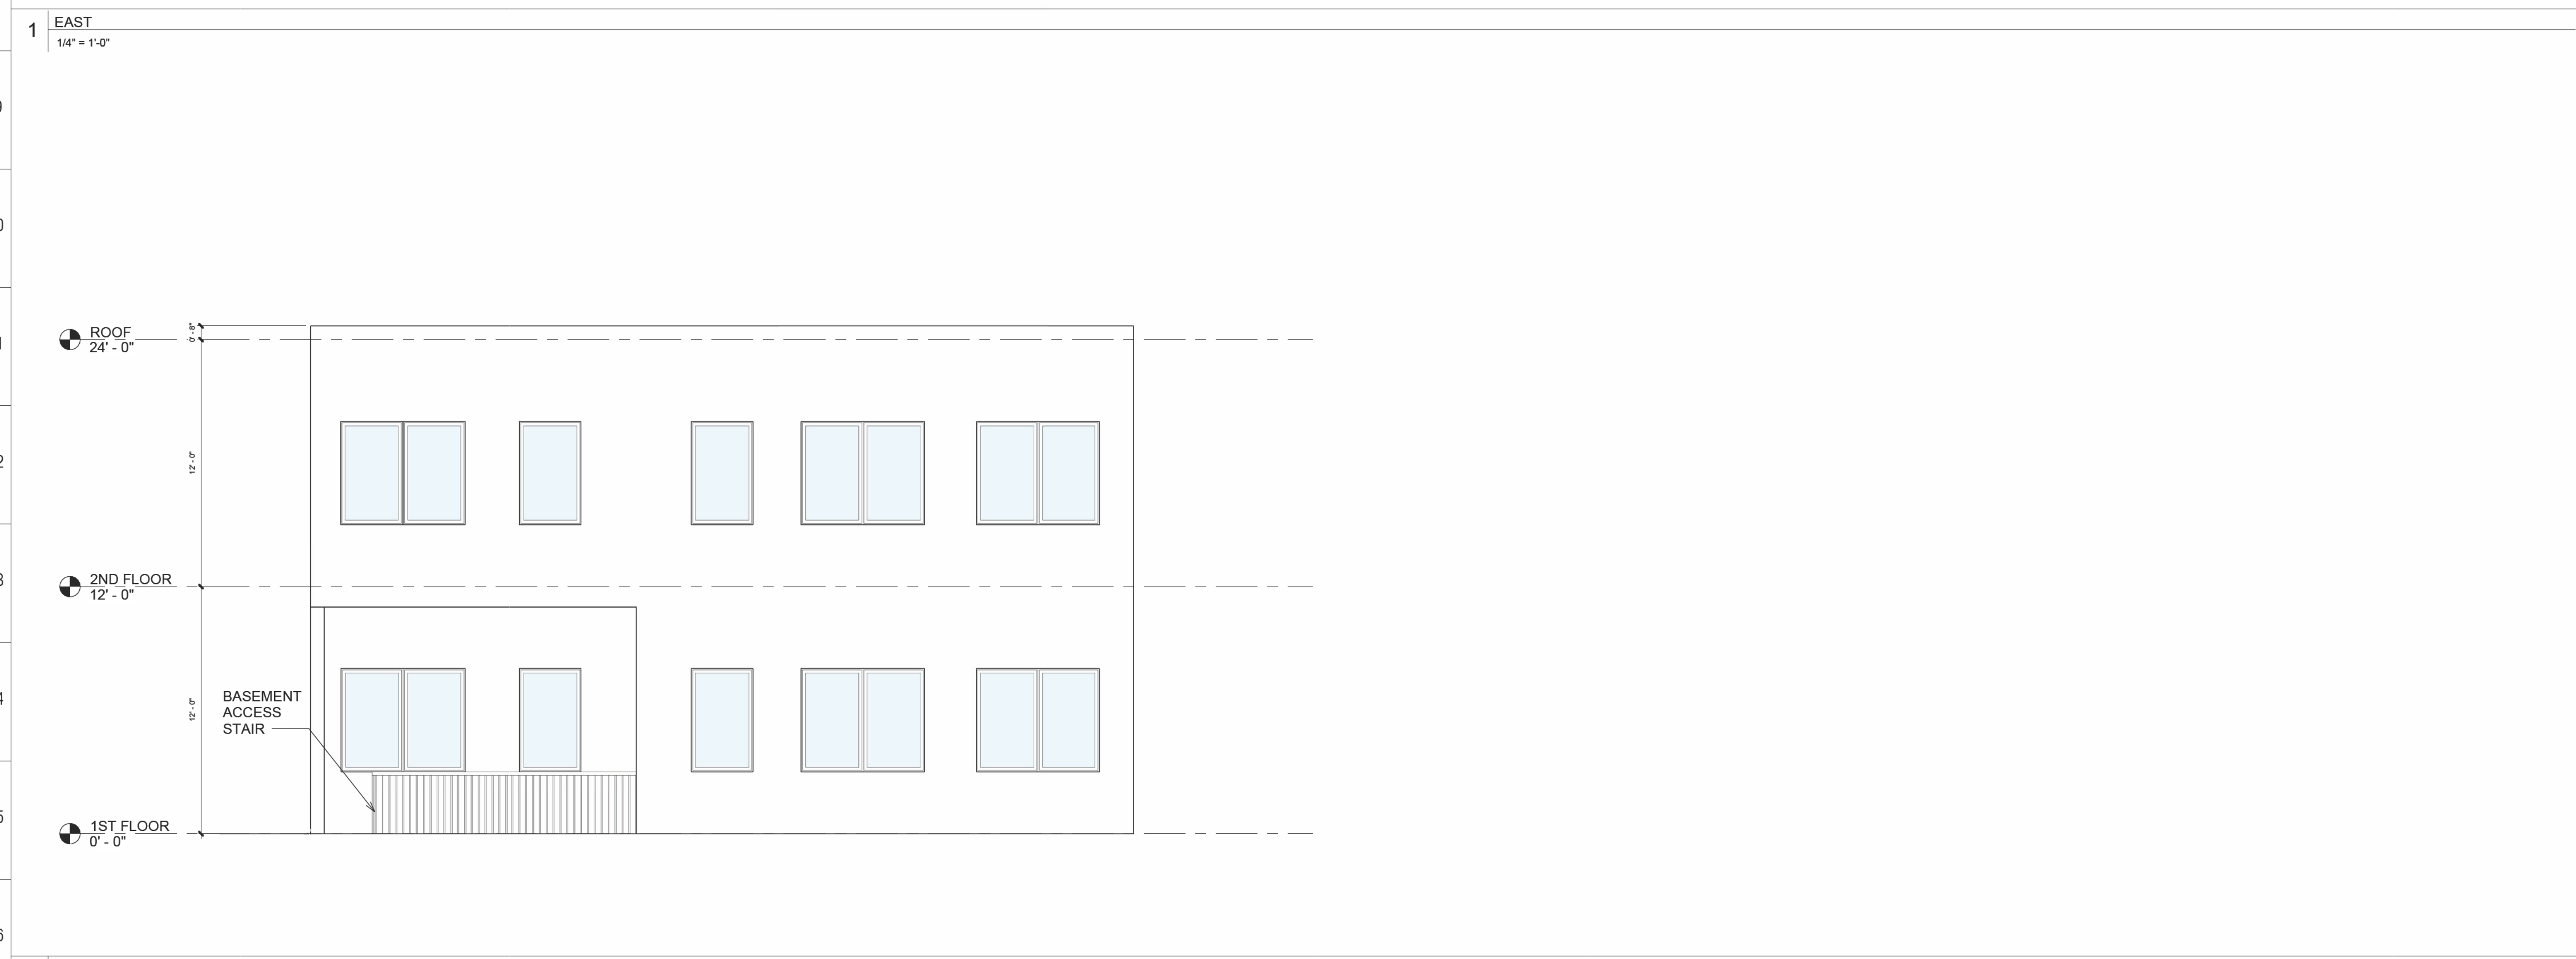 1
EAST
1/4" = 1'-0"
ROOF
24' - 0"
0' - 8"
12' - 0"
2ND FLOOR
12' - 0"
BASEMENT
ACCESS
STAIR
12' - 0"
1ST FLOOR
0' - 0"